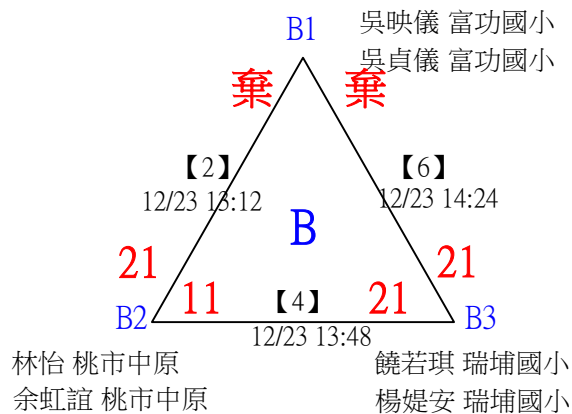 B1
吳映儀 富功國小
吳貞儀 富功國小
棄 棄
【2】
12/23 13:12
【6】
12/23 14:24
B
21
21
11
【4】
21
12/23 13:48
B2
B3
林怡 桃市中原
余虹誼 桃市中原
饒若琪 瑞埔國小
楊媞安 瑞埔國小